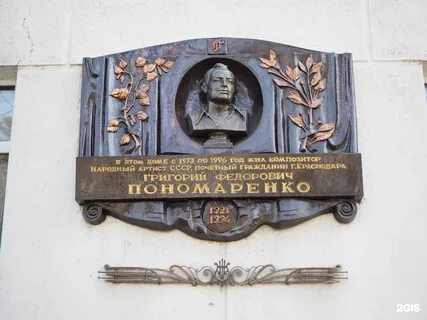 В ЭТОМ ДОМЕ С 1973 ПО 1996 ГОД ЖИЛ КОМПОЗИТОР
НАРОДНЫЙ АРТИСТ СССР, ПОЧЁТНЫЙ ГРАЖДАНИН Г. КРАСНОДАРА
ГРИГОРИЙ ФЕДОРОВИЧ
ПОНОМАРЕНКО
1921
1996
2GIS